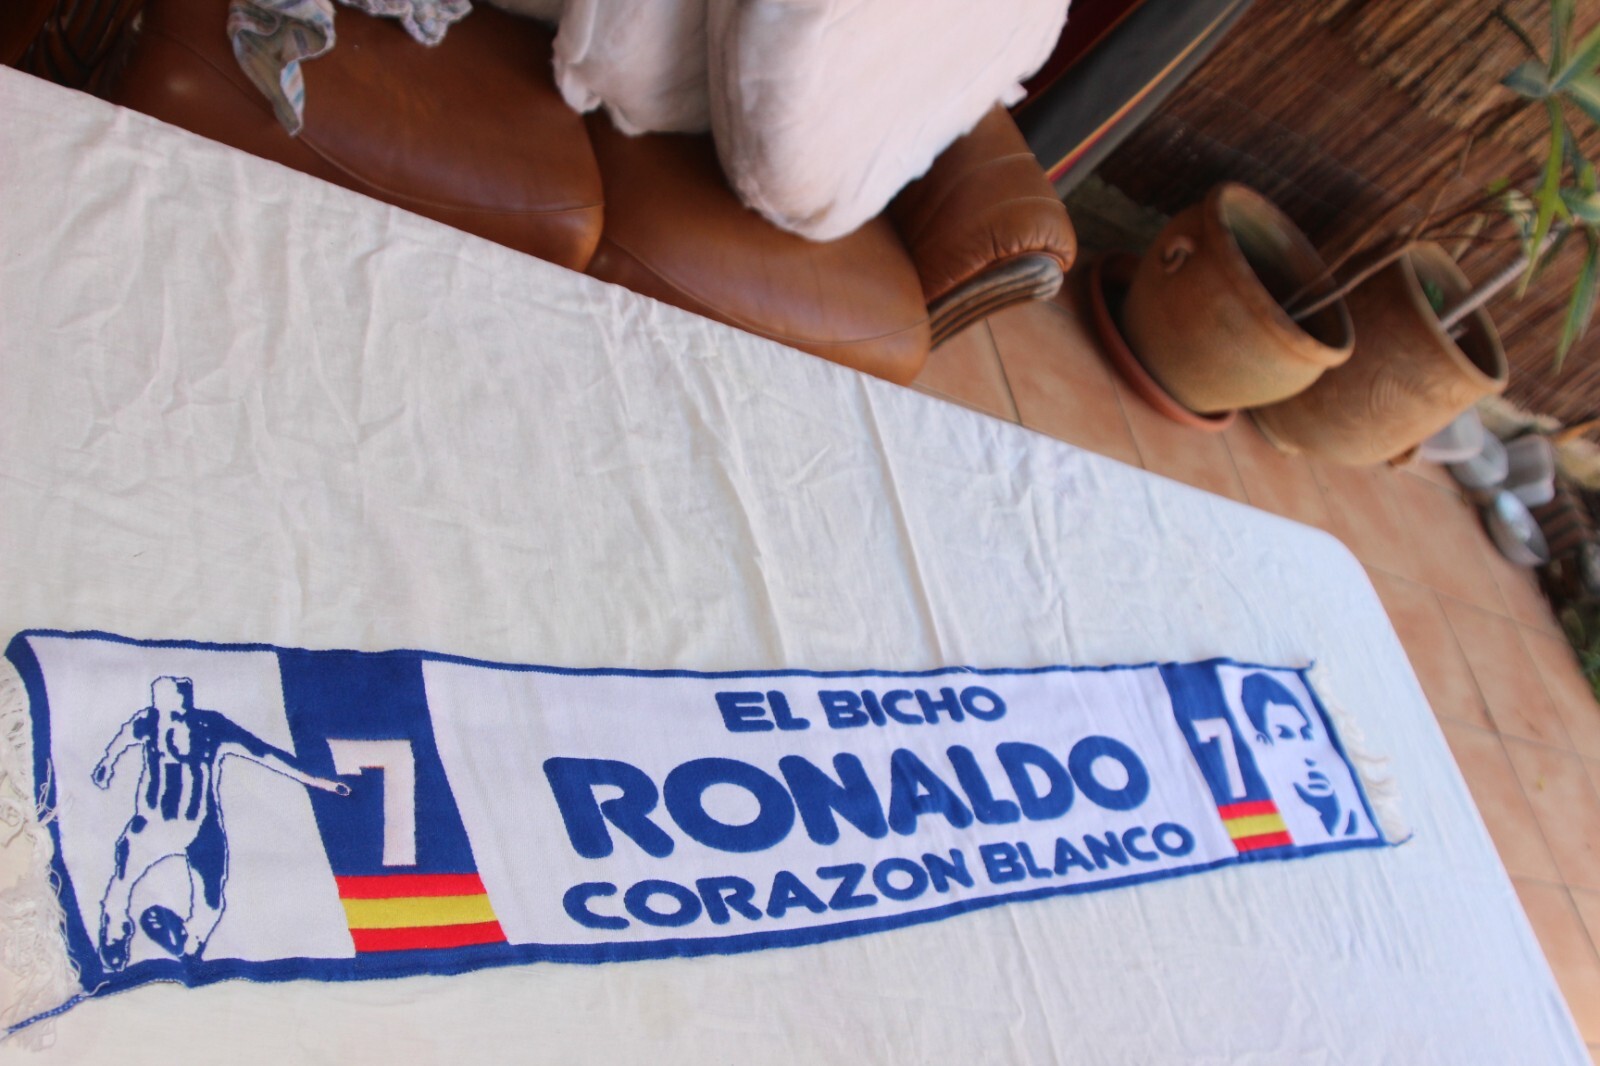 7
EL BICHO
RONALDO
CORAZON BLANCO
7